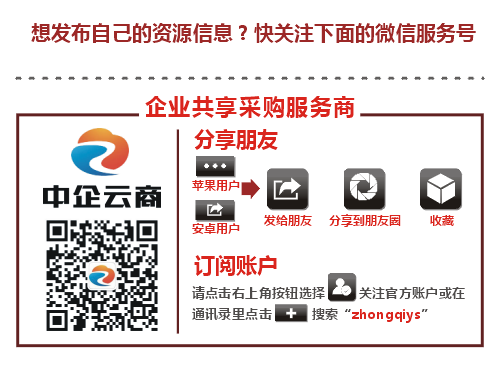 想发布自己的资源信息？快关注下面的微信服务号
企业共享采购服务商
中企云商
分享朋友
苹果用户
安卓用户
发给朋友
分享到朋友圈
收藏
订阅账户
请点击右上角按钮选择 关注官方账户或在
通讯录里点击 搜索“zhongqiys”